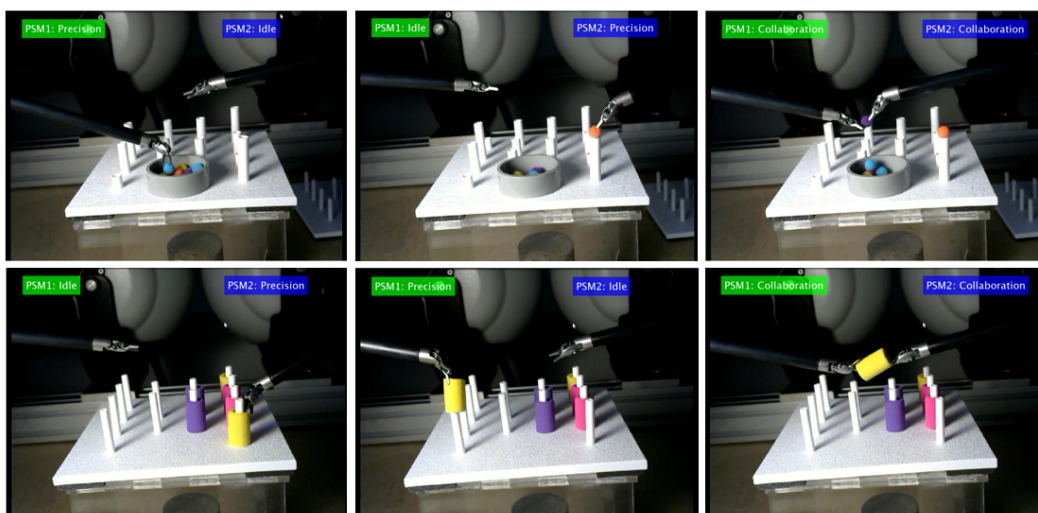 PSM1: Precision
PSM2: Idle
PSM1: Idle
PSM2: Precision
PSM1: Collaboration
PSM2: Collaboration
PSM1: Idle
PSM2: Precision
PSM1: Precision
PSM2: Idle
PSM1: Collaboration
PSM2: Collaboration